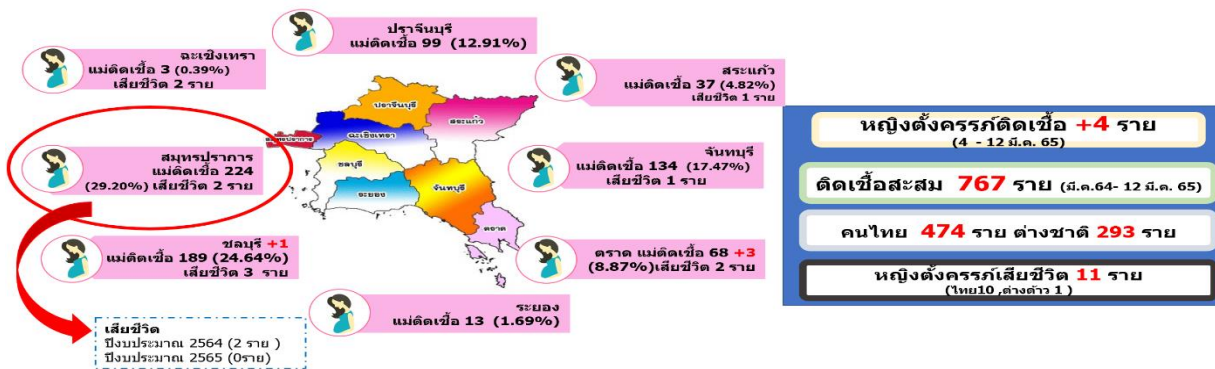 ปราจีนบุรี
แม่ติดเชื้อ 99 (12.91%)
ฉะเชิงเทรา
แม่ติดเชื้อ 3 (0.39%)
เสียชีวิต 2 ราย
สระแก้ว
แม่ติดเชื้อ 37 (4.82%)
เสียชีวิต 1 ราย
สมุทรปราการ
แม่ติดเชื้อ 224
(29.20%) เสียชีวิต 2 ราย
จันทบุรี
แม่ติดเชื้อ 134 (17.47%)
เสียชีวิต 1 ราย
ชลบุรี +1
แม่ติดเชื้อ 189 (24.64%)
เสียชีวิต 3 ราย
ตราด แม่ติดเชื้อ 68 +3
(8.87%)เสียชีวิต 2 ราย
ระยอง
แม่ติดเชื้อ 13 (1.69%)
เสียชีวิต
ปีงบประมาณ 2564 (2 ราย )
ปีงบประมาณ 2565 (0ราย)
ปราจีนบุรี
สระแก้ว
ฉะเชิงเทรา
สมุทรปราการ
ชลบุรี
ระยอง
จันทบุรี
ตราด
หญิงตั้งครรภ์ติดเชื้อ +4 ราย
(4 - 12 มี.ค. 65)
ติดเชื้อสะสม 767 ราย (มี.ค.64- 12 มี.ค. 65)
คนไทย 474 ราย ต่างชาติ 293 ราย
หญิงตั้งครรภ์เสียชีวิต 11 ราย
(ไทย10 ,ต่างด้าว 1 )